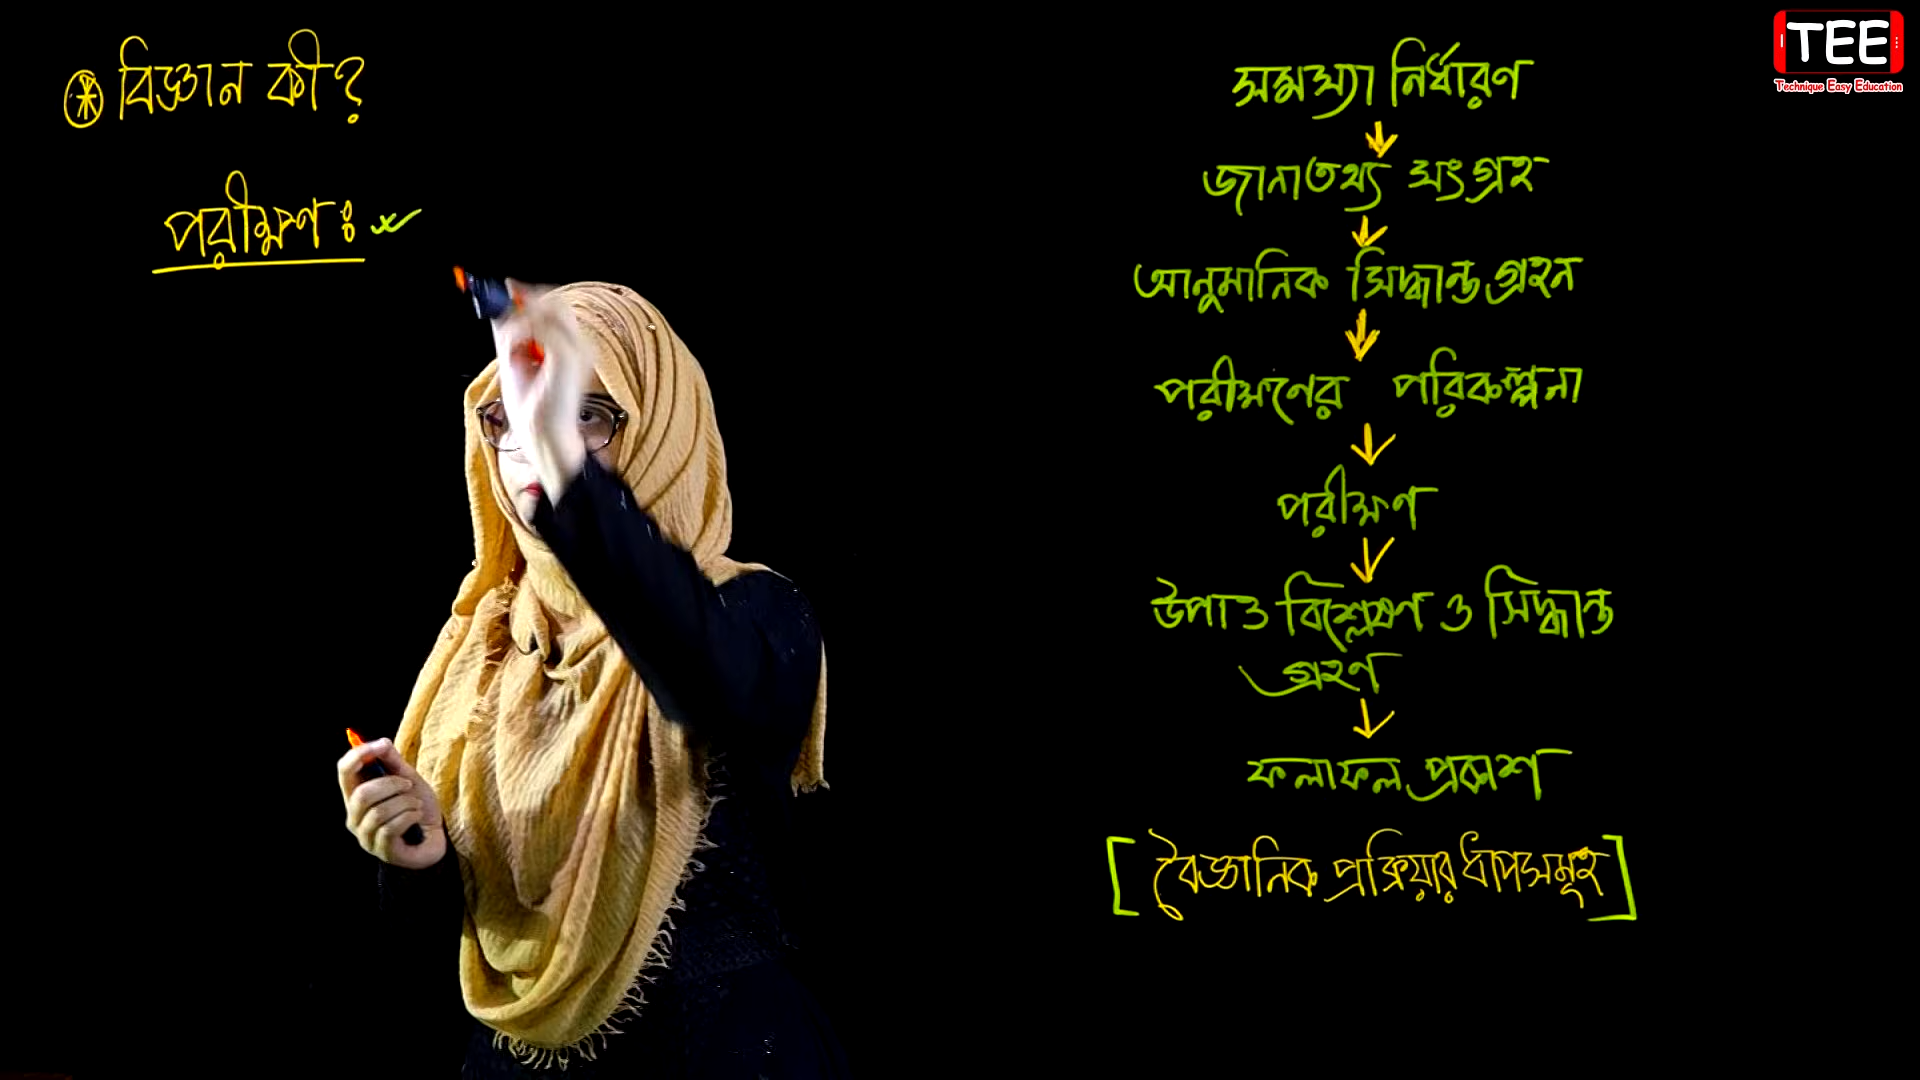 বিজ্ঞান কী?
পরীক্ষণঃ
সমস্যা নির্ধারণ
জানাতথ্য সংগ্রহ
আনুমানিক সিদ্ধান্ত গ্রহন
পরীক্ষণের পরিকল্পনা
পরীক্ষণ
উপাত্ত বিশ্লেষণ ও সিদ্ধান্ত
গ্রহণ
ফলাফল প্রকাশ
[বৈজ্ঞানিক প্রক্রিয়ার ধাপসমূহ]
TEE
Technique Easy Education